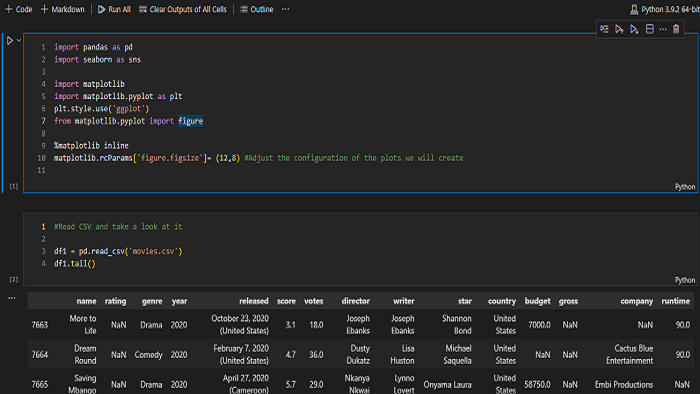 + Code + Markdown Run All Clear Outputs of All Cells Outline ··· Python 3.9.2 64-bit
1 import pandas as pd
2 import seaborn as sns
3
4 import matplotlib
5 import matplotlib.pyplot as plt
6 plt.style.use('ggplot')
7 from matplotlib.pyplot import figure
8
9 %matplotlib inline
10 matplotlib.rcParams['figure.figsize']= (12,8) #Adjust the configuration of the plots we will create
11
[1] Python
1 #Read CSV and take a look at it
2
3 df1 = pd.read_csv('movies.csv')
4 df1.tail()
[2] Python
name rating genre year released score votes director writer star country budget gross company runtime
7663 More to Life NaN Drama 2020 October 23, 2020 (United States) 3.1 18.0 Joseph Ebanks Joseph Ebanks Shannon Bond United States 7000.0 NaN NaN 90.0
7664 Dream Round NaN Comedy 2020 February 7, 2020 (United States) 4.7 36.0 Dusty Dukatz Lisa Huston Michael Saquella United States NaN NaN Cactus Blue Entertainment 90.0
7665 Saving Mbango NaN Drama 2020 April 27, 2020 (Cameroon) 5.7 29.0 Nkanya Nkwai Lynno Lovert Onyama Laura United States 58750.0 NaN Embi Productions NaN